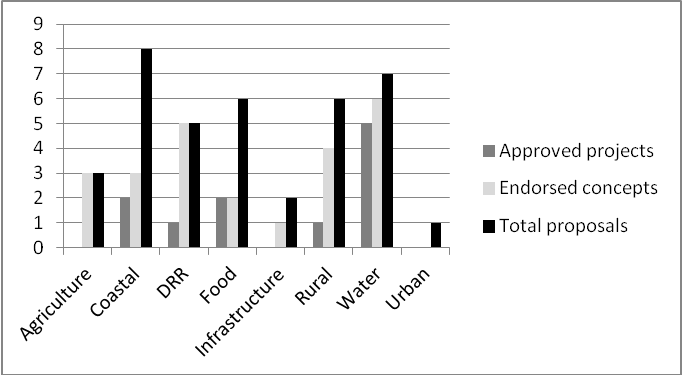 9
8
7
6
5
4
3
2
1
0
Agriculture
Coastal
DRR
Food
Infrastructure
Rural
Water
Urban
Approved projects
Endorsed concepts
Total proposals